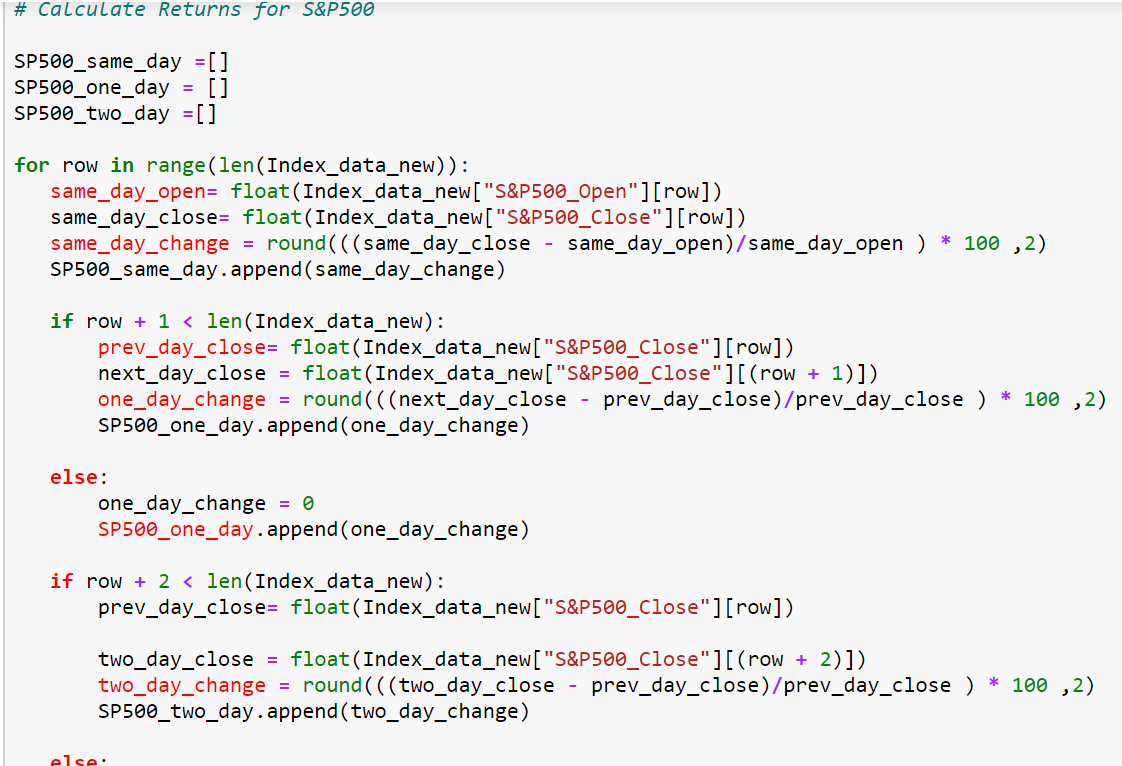 # Calculate Returns for S&P500
SP500_same_day =[]
SP500_one_day = []
SP500_two_day =[]
for row in range(len(Index_data_new)):
   same_day_open= float(Index_data_new["S&P500_Open"][row])
   same_day_close= float(Index_data_new["S&P500_Close"][row])
   same_day_change = round(((same_day_close - same_day_open)/same_day_open ) * 100 ,2)
   SP500_same_day.append(same_day_change)
   if row + 1 < len(Index_data_new):
       prev_day_close= float(Index_data_new["S&P500_Close"][row])
       next_day_close = float(Index_data_new["S&P500_Close"][(row + 1)])
       one_day_change = round(((next_day_close - prev_day_close)/prev_day_close ) * 100 ,2)
       SP500_one_day.append(one_day_change)
   else:
       one_day_change = 0
       SP500_one_day.append(one_day_change)
   if row + 2 < len(Index_data_new):
       prev_day_close= float(Index_data_new["S&P500_Close"][row])
       two_day_close = float(Index_data_new["S&P500_Close"][(row + 2)])
       two_day_change = round(((two_day_close - prev_day_close)/prev_day_close ) * 100 ,2)
       SP500_two_day.append(two_day_change)
   else: